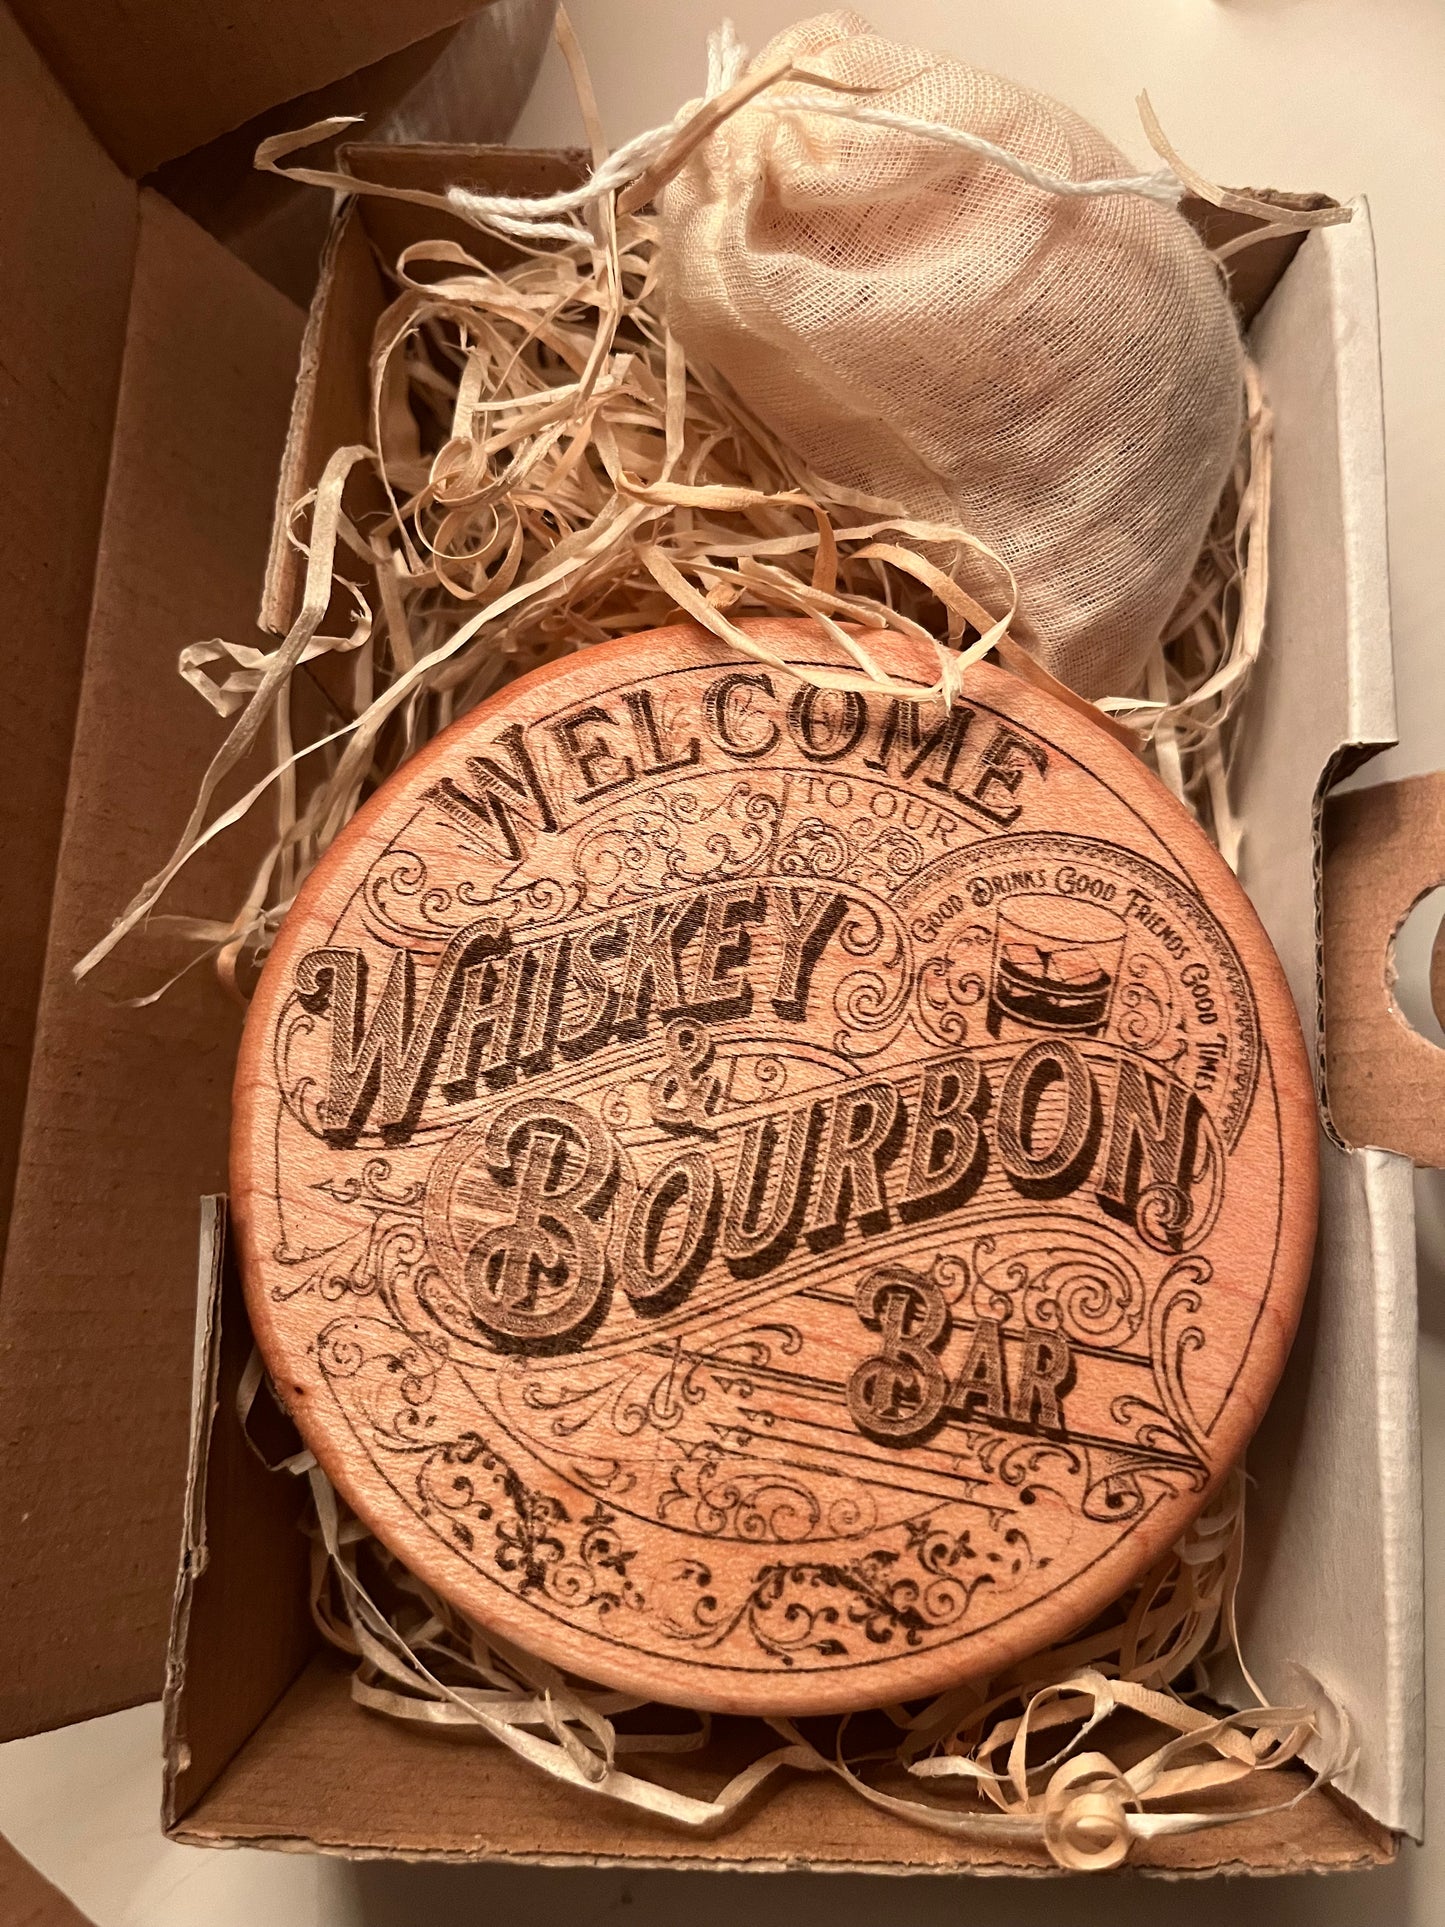 WELCOME
TO OUR
WHISKEY
&
BOURBON
BAR
GOOD DRINKS GOOD FRIENDS GOOD TIMES